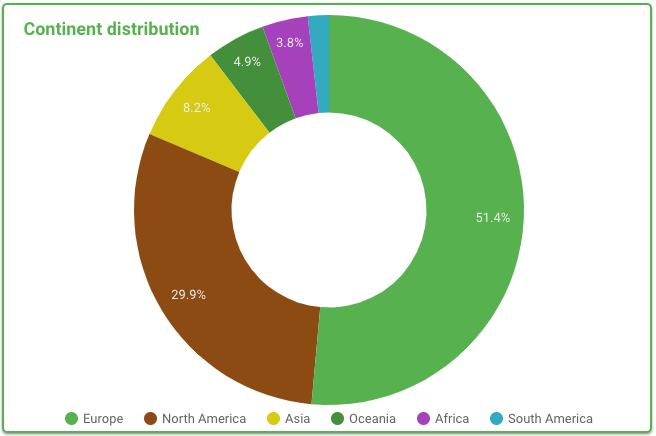 Continent distribution
3.8%
4.9%
8.2%
51.4%
29.9%
Europe North America Asia Oceania Africa South America